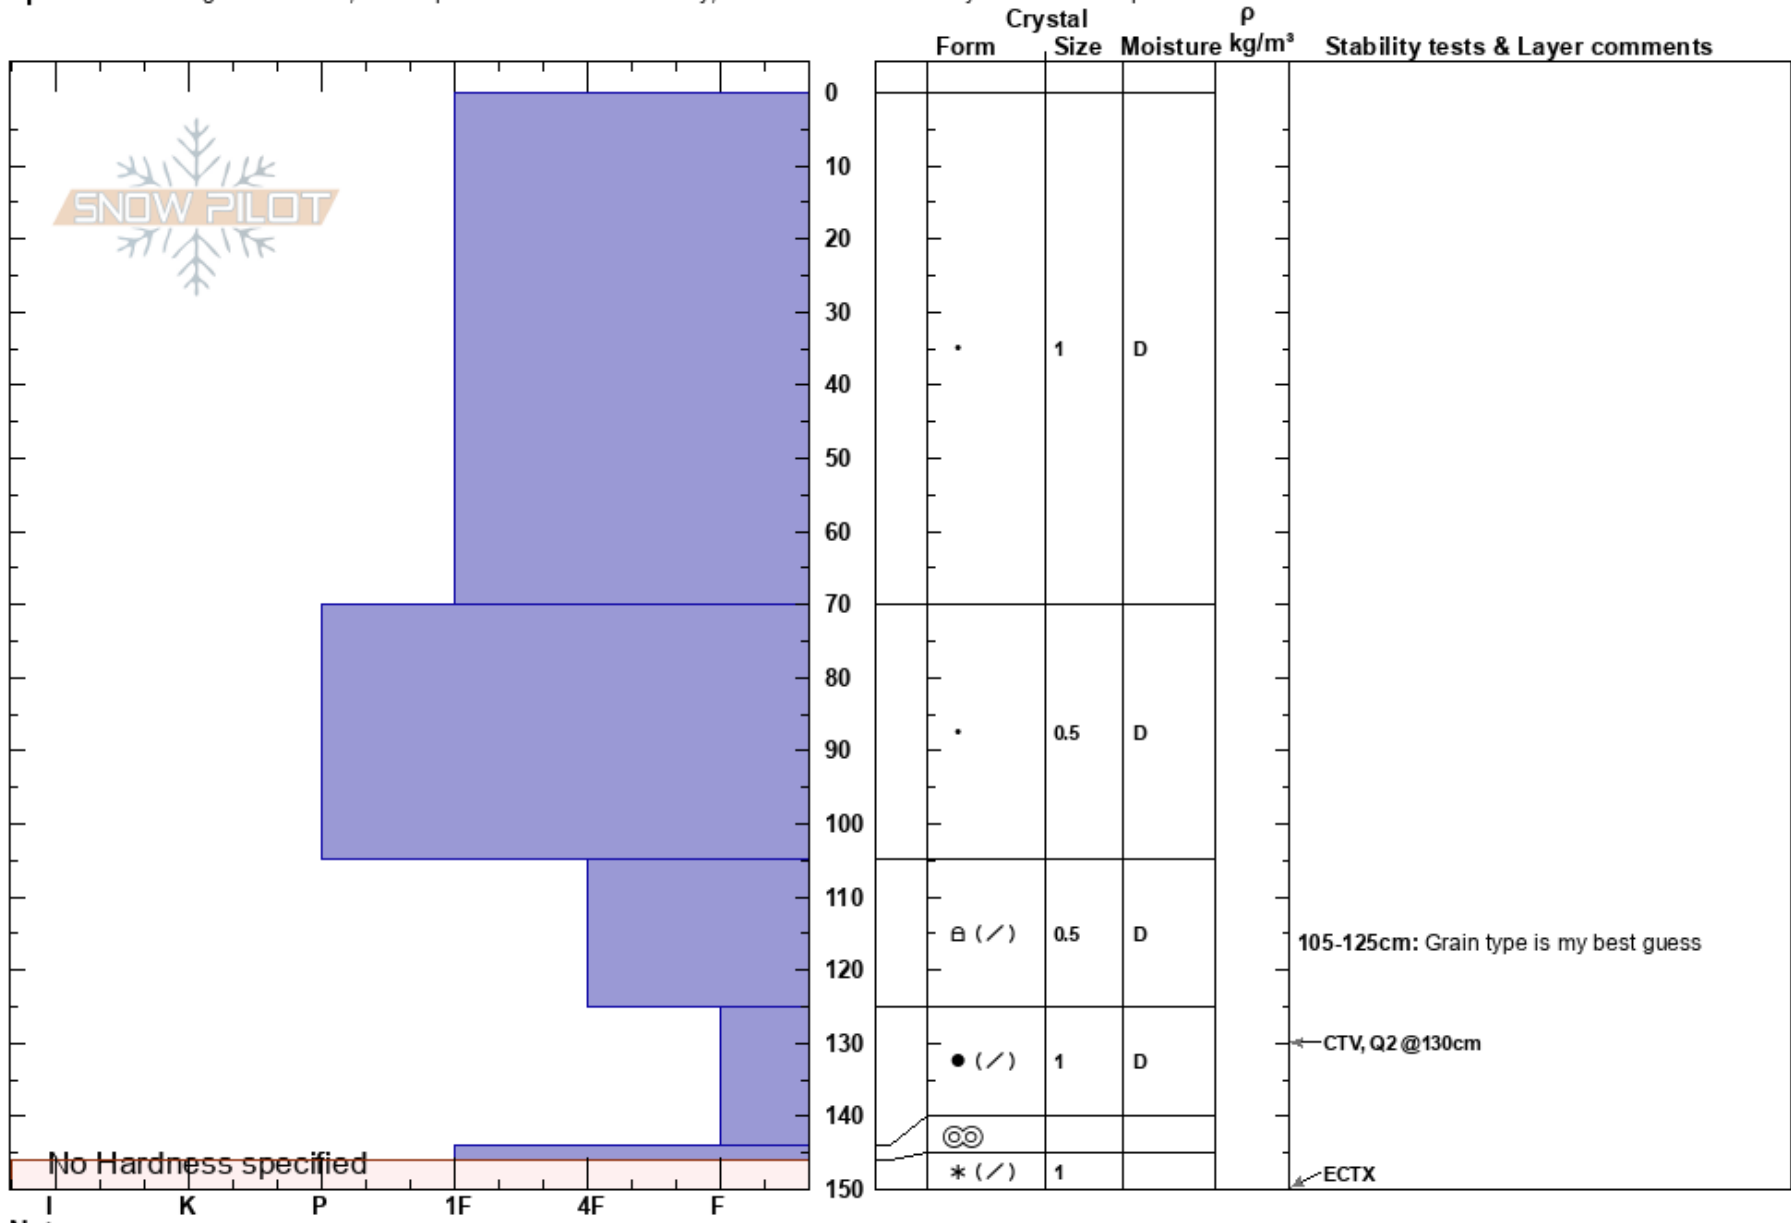 Crystal ρ
Form Size Moisture kg/m³ Stability tests & Layer comments
SNOW PILOT
0
10
20
30
1 D
40
50
60
70
80
0.5 D
90
100
110
0.5 D
105-125cm: Grain type is my best guess
120
130
CTV, Q2 @130cm
1 D
140
No Hardness specified
1
ECTX
150
I K P 1F 4F F